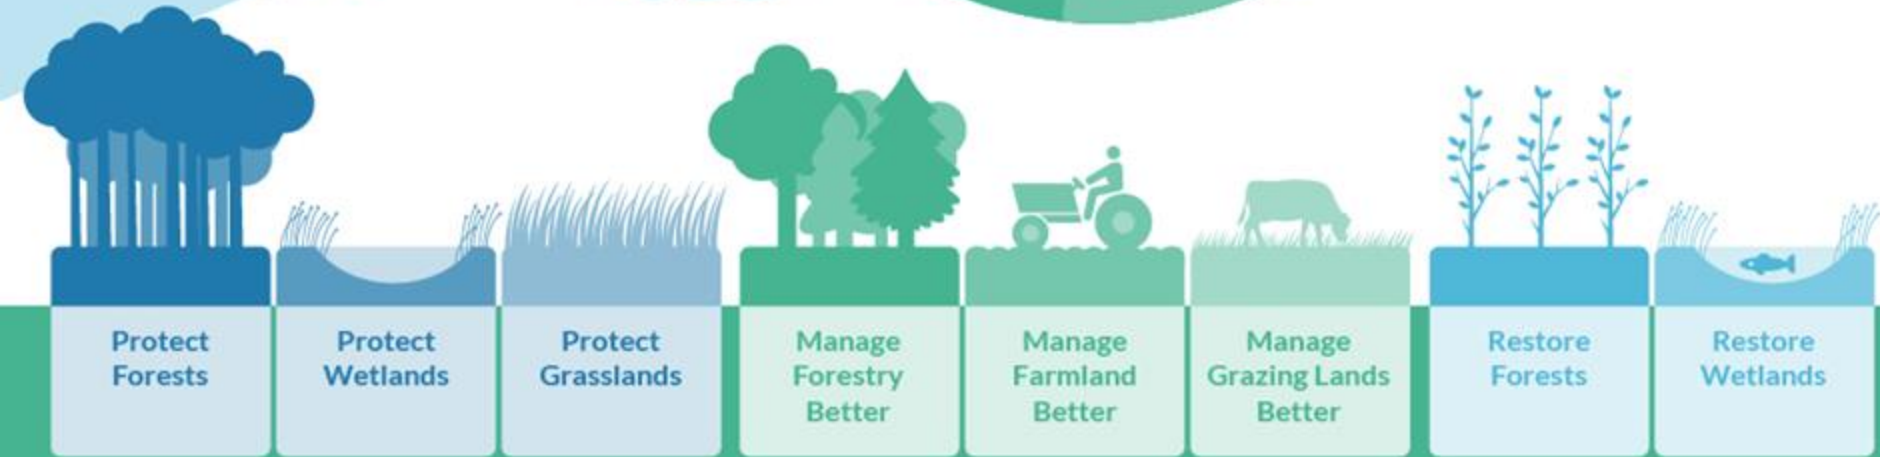 Protect
Forests
Protect
Wetlands
Protect
Grasslands
Manage
Forestry
Better
Manage
Farmland
Better
Manage
Grazing Lands
Better
Restore
Forests
Restore
Wetlands